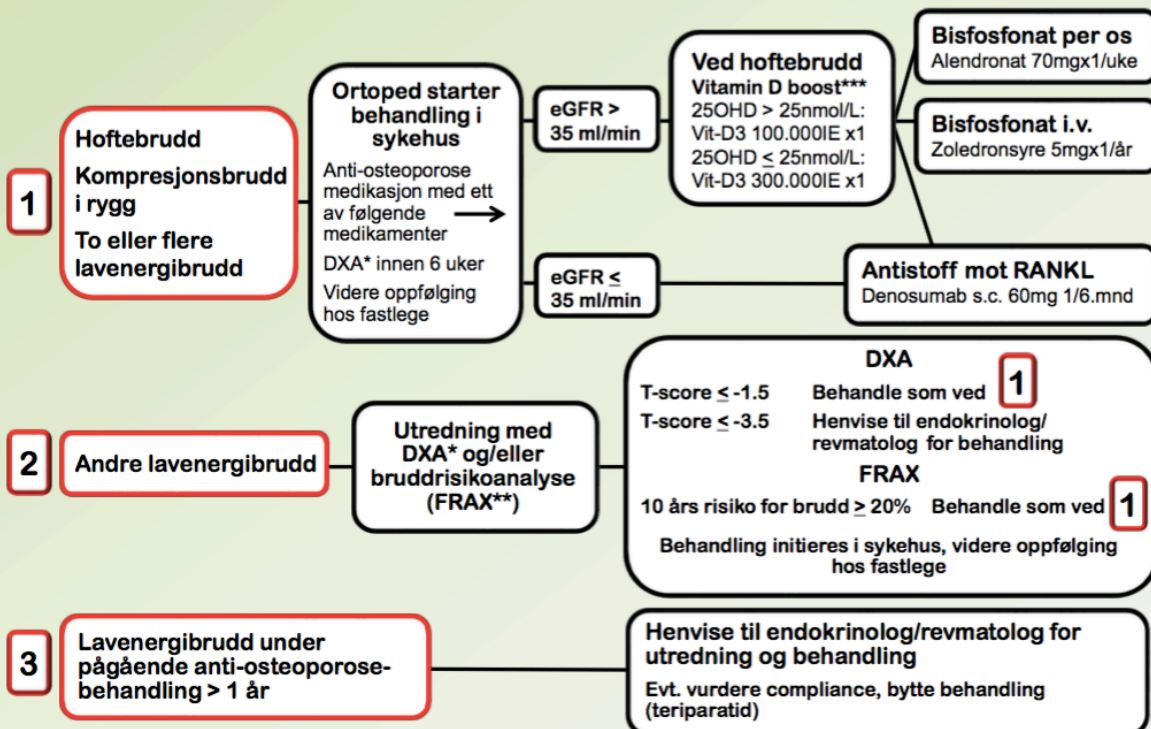 1
Hoftebrudd
Kompresjonsbrudd
i rygg
To eller flere
lavenergibrudd
Ortoped starter
behandling i
sykehus
Anti-osteoporose
medikasjon med ett
av følgende
medikamenter
DXA* innen 6 uker
Videre oppfølging
hos fastlege
eGFR >
35 ml/min
eGFR ≤
35 ml/min
Ved hoftebrudd
Vitamin D boost***
25OHD > 25nmol/L:
Vit-D3 100.000IE x1
25OHD ≤ 25nmol/L:
Vit-D3 300.000IE x1
Bisfosfonat per os
Alendronat 70mgx1/uke
Bisfosfonat i.v.
Zoledronsyre 5mgx1/år
Antistoff mot RANKL
Denosumab s.c. 60mg 1/6.mnd
2
Andre lavenergibrudd
Utredning med
DXA* og/eller
bruddrisikoanalyse
(FRAX**)
DXA
T-score ≤ -1.5 Behandle som ved 1
T-score ≤ -3.5 Henvise til endokrinolog/
revmatolog for behandling
FRAX
10 års risiko for brudd ≥ 20% Behandle som ved 1
Behandling initieres i sykehus, videre oppfølging
hos fastlege
3
Lavenergibrudd under
pågående anti-osteoporose-
behandling > 1 år
Henvise til endokrinolog/revmatolog for
utredning og behandling
Evt. vurdere compliance, bytte behandling
(teriparatid)